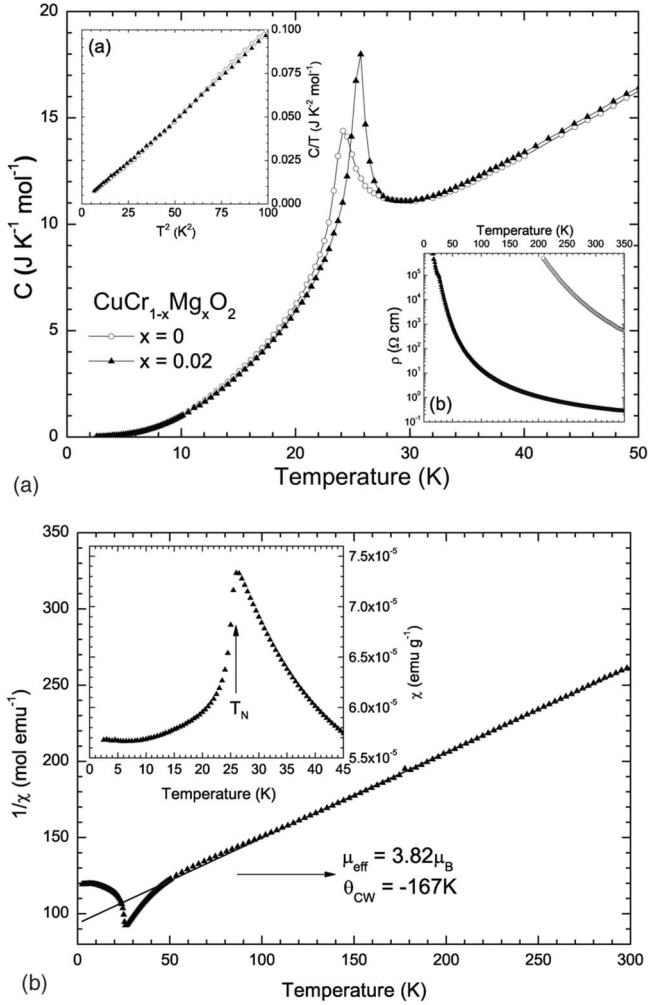 20
15
10
5
0
C (J K⁻¹ mol⁻¹)
(a)
0.100
0.075
0.050
0.025
0.000
C/T (J K⁻² mol⁻¹)
0 25 50 75 100
T² (K²)
CuCr₁₋ₓMgₓO₂
x = 0
x = 0.02
Temperature (K)
0 50 100 150 200 250 300 350
10⁵
10⁴
10³
10²
10¹
10⁰
10⁻¹
ρ (Ω cm)
(b)
0 10 20 30 40 50
Temperature (K)
(a)
350
300
250
200
150
100
1/χ (mol emu⁻¹)
7.5x10⁻⁵
7.0x10⁻⁵
6.5x10⁻⁵
6.0x10⁻⁵
5.5x10⁻⁵
χ (emu g⁻¹)
T_N
0 5 10 15 20 25 30 35 40 45
Temperature (K)
μ_eff = 3.82μ_B
θ_CW = -167K
0 50 100 150 200 250 300
Temperature (K)
(b)